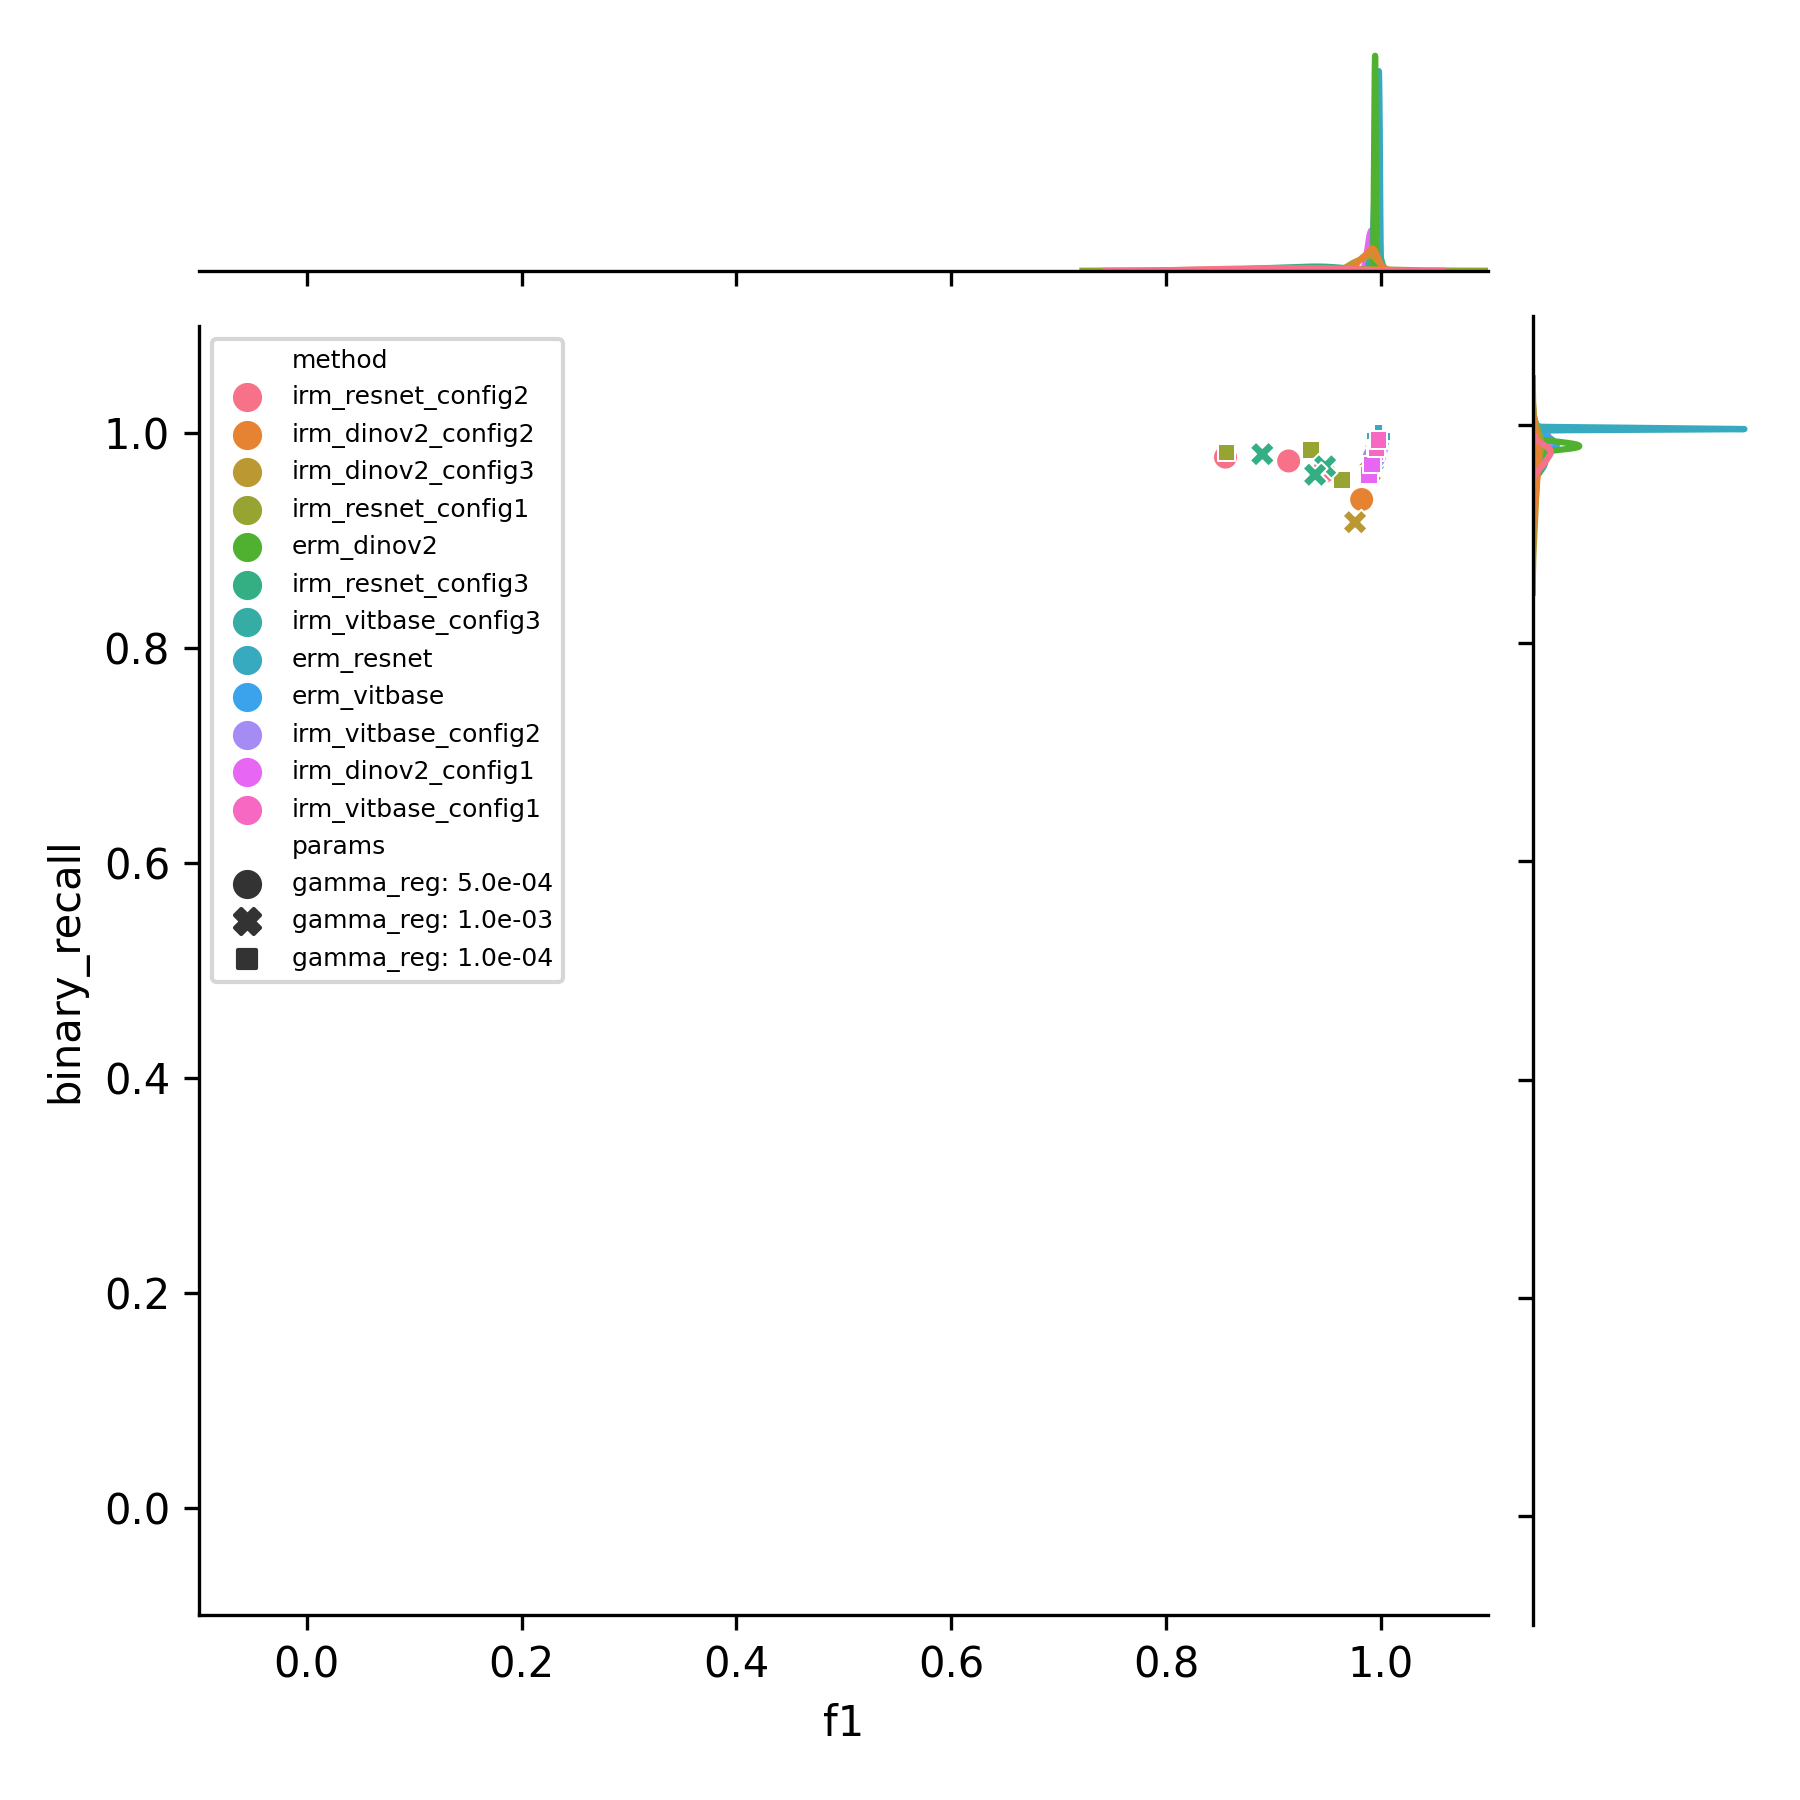 method
irm_resnet_config2
irm_dinov2_config2
irm_dinov2_config3
irm_resnet_config1
erm_dinov2
irm_resnet_config3
irm_vitbase_config3
erm_resnet
erm_vitbase
irm_vitbase_config2
irm_dinov2_config1
irm_vitbase_config1
params
gamma_reg: 5.0e-04
gamma_reg: 1.0e-03
gamma_reg: 1.0e-04
binary_recall
1.0
0.8
0.6
0.4
0.2
0.0
0.0 0.2 0.4 0.6 0.8 1.0
f1